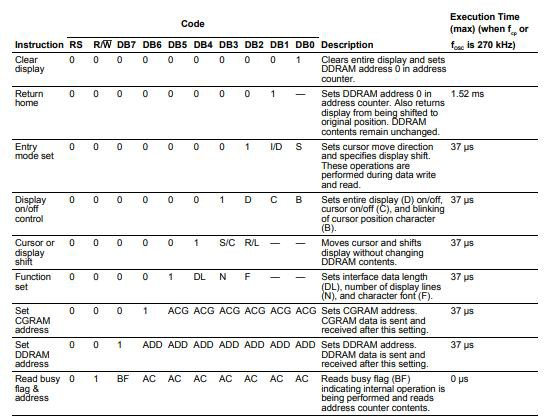 Code
Execution Time
(max) (when fcp or
Instruction RS R/W DB7 DB6 DB5 DB4 DB3 DB2 DB1 DB0 Description fosc is 270 kHz)
Clear 0 0 0 0 0 0 0 0 0 1 Clears entire display and sets
display DDRAM address 0 in address
counter.
Return 0 0 0 0 0 0 0 0 1 — Sets DDRAM address 0 in 1.52 ms
home address counter. Also returns
display from being shifted to
original position. DDRAM
contents remain unchanged.
Entry 0 0 0 0 0 0 0 1 I/D S Sets cursor move direction 37 µs
mode set and specifies display shift.
These operations are
performed during data write
and read.
Display 0 0 0 0 0 0 1 D C B Sets entire display (D) on/off, 37 µs
on/off cursor on/off (C), and blinking
control of cursor position character
(B).
Cursor or 0 0 0 0 0 1 S/C R/L — — Moves cursor and shifts 37 µs
display display without changing
shift DDRAM contents.
Function 0 0 0 0 1 DL N F — — Sets interface data length 37 µs
set (DL), number of display lines
(N), and character font (F).
Set 0 0 0 1 ACG ACG ACG ACG ACG ACG Sets CGRAM address. 37 µs
CGRAM CGRAM data is sent and
address received after this setting.
Set 0 0 1 ADD ADD ADD ADD ADD ADD ADD Sets DDRAM address. 37 µs
DDRAM DDRAM data is sent and
address received after this setting.
Read busy 0 1 BF AC AC AC AC AC AC AC Reads busy flag (BF) 0 µs
flag & indicating internal operation is
address being performed and reads
address counter contents.